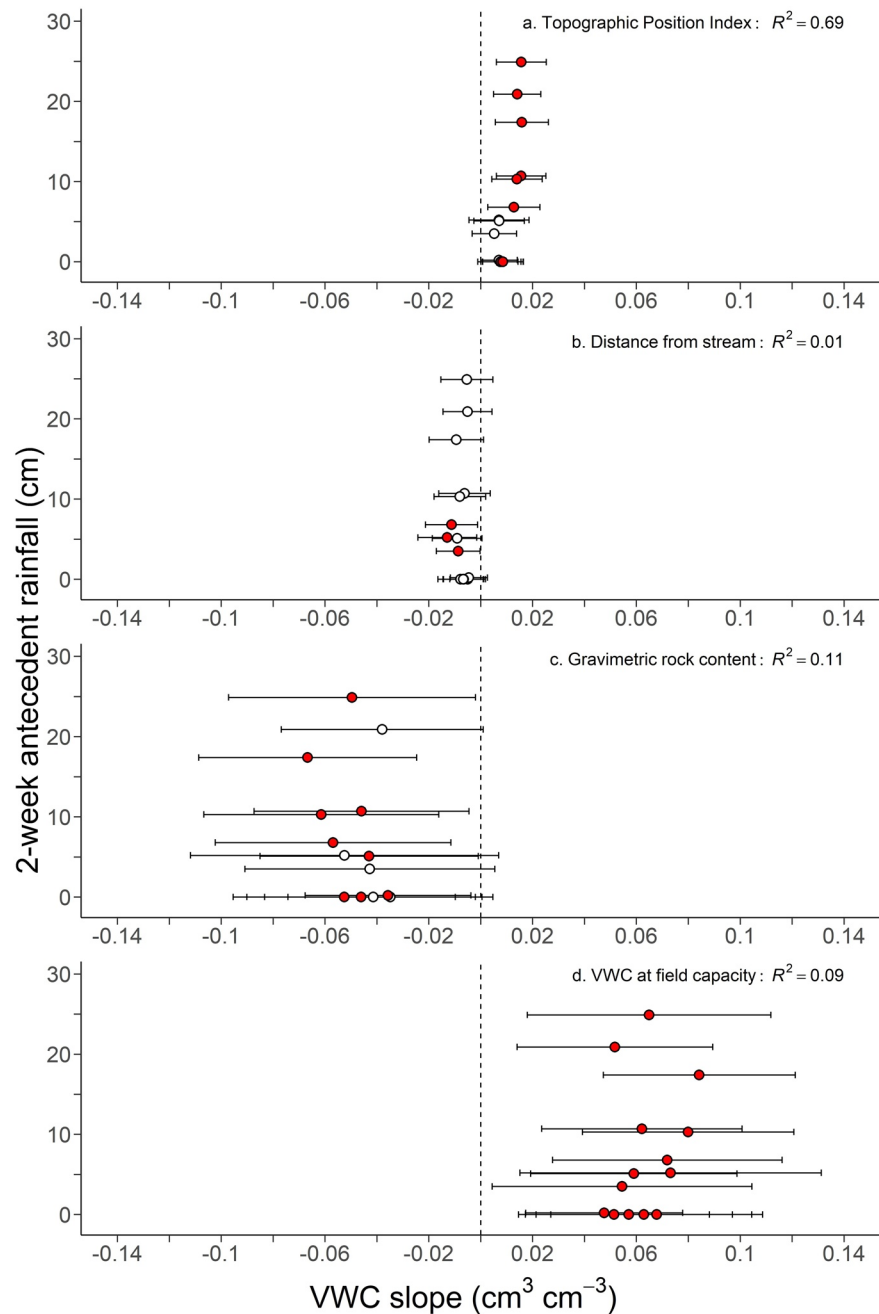 a. Topographic Position Index : R² = 0.69
30
20
10
0
-0.14 -0.1 -0.06 -0.02 0.02 0.06 0.1 0.14
b. Distance from stream : R² = 0.01
30
20
10
0
-0.14 -0.1 -0.06 -0.02 0.02 0.06 0.1 0.14
2-week antecedent rainfall (cm)
c. Gravimetric rock content : R² = 0.11
30
20
10
0
-0.14 -0.1 -0.06 -0.02 0.02 0.06 0.1 0.14
d. VWC at field capacity : R² = 0.09
30
20
10
0
-0.14 -0.1 -0.06 -0.02 0.02 0.06 0.1 0.14
VWC slope (cm³ cm⁻³)